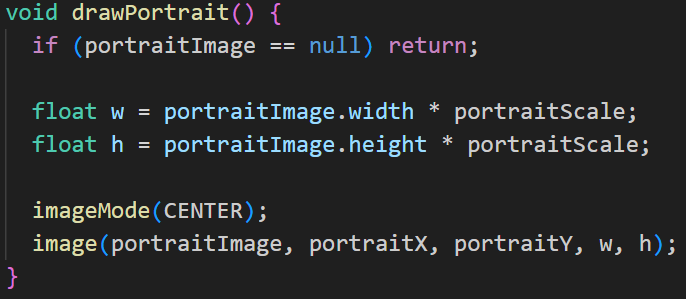 void drawPortrait() {
  if (portraitImage == null) return;

  float w = portraitImage.width * portraitScale;
  float h = portraitImage.height * portraitScale;

  imageMode(CENTER);
  image(portraitImage, portraitX, portraitY, w, h);
}